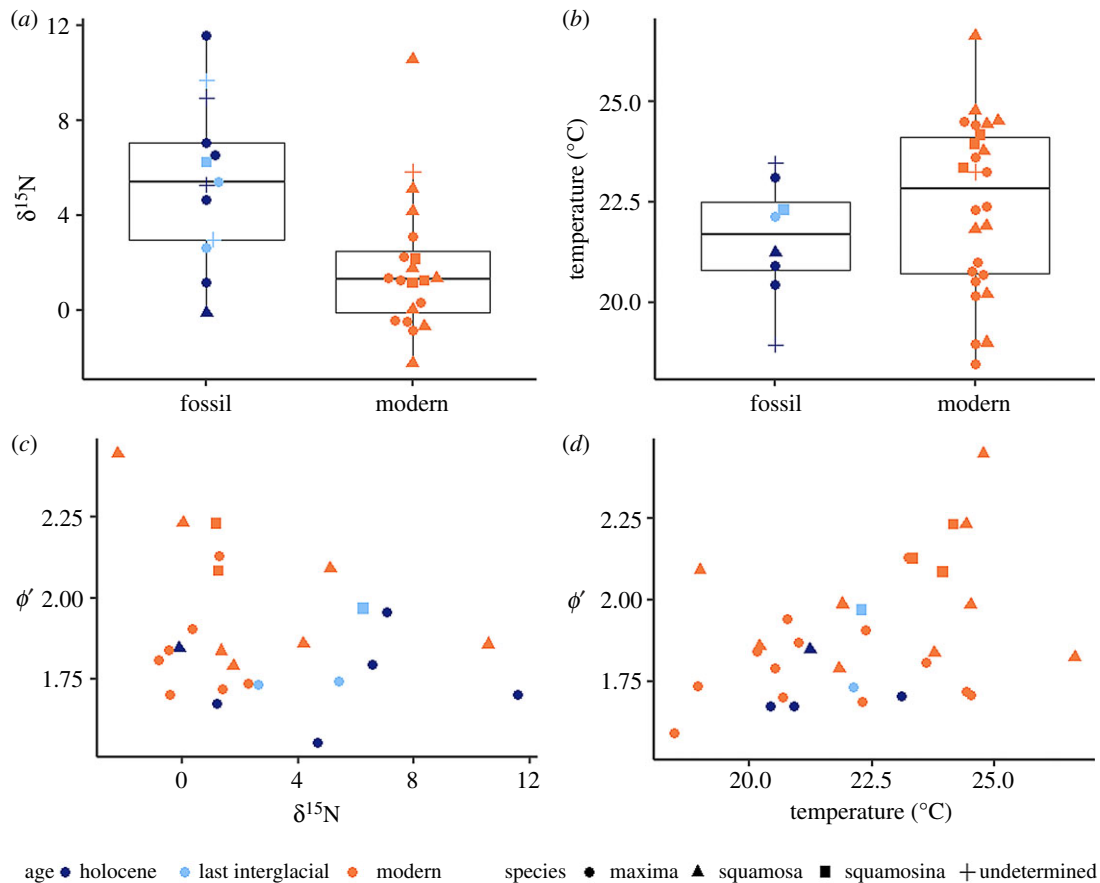 (a)
12
8
4
0
δ¹⁵N
fossil modern
(b)
25.0
22.5
20.0
temperature (°C)
fossil modern
(c)
2.25
2.00
1.75
ϕ′
0 4 8 12
δ¹⁵N
(d)
2.25
2.00
1.75
ϕ′
20.0 22.5 25.0
temperature (°C)
age holocene last interglacial modern species maxima squamosa squamosina undetermined